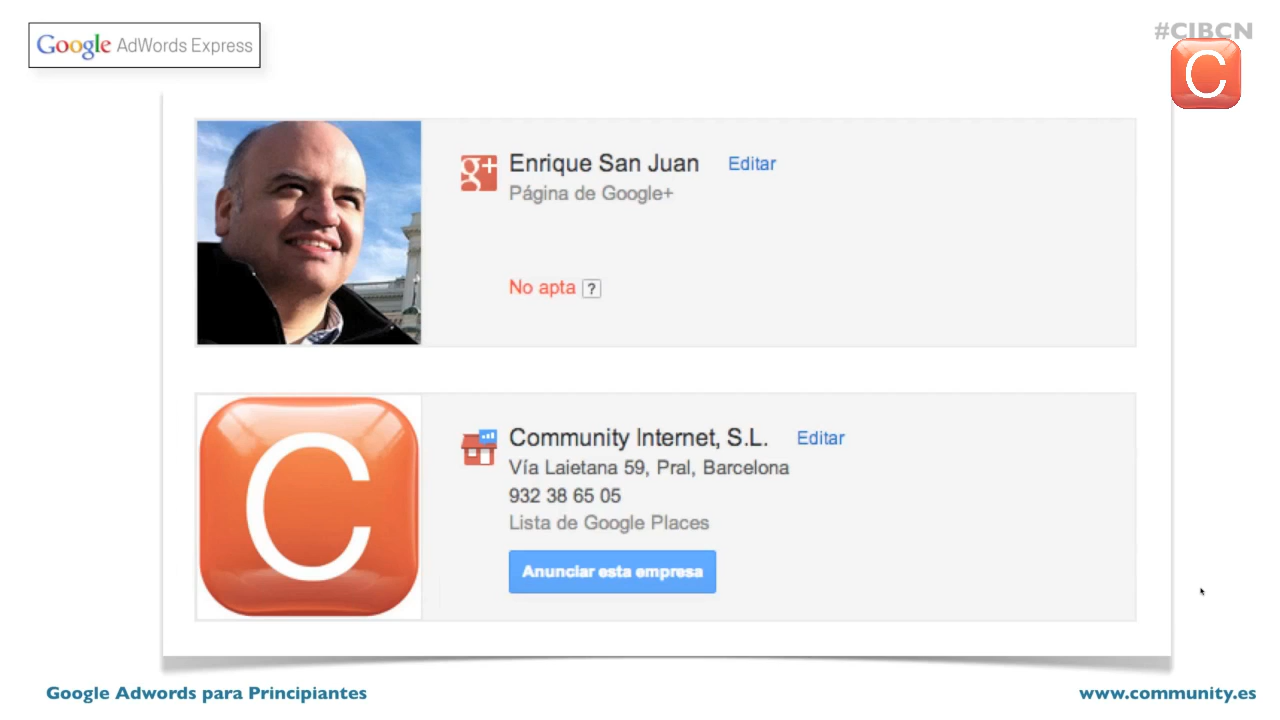 Google AdWords Express
#CIBCN
C
g+
Enrique San Juan Editar
Página de Google+
No apta ?
C
Community Internet, S.L. Editar
Vía Laietana 59, Pral, Barcelona
932 38 65 05
Lista de Google Places
Anunciar esta empresa
Google Adwords para Principiantes
www.community.es